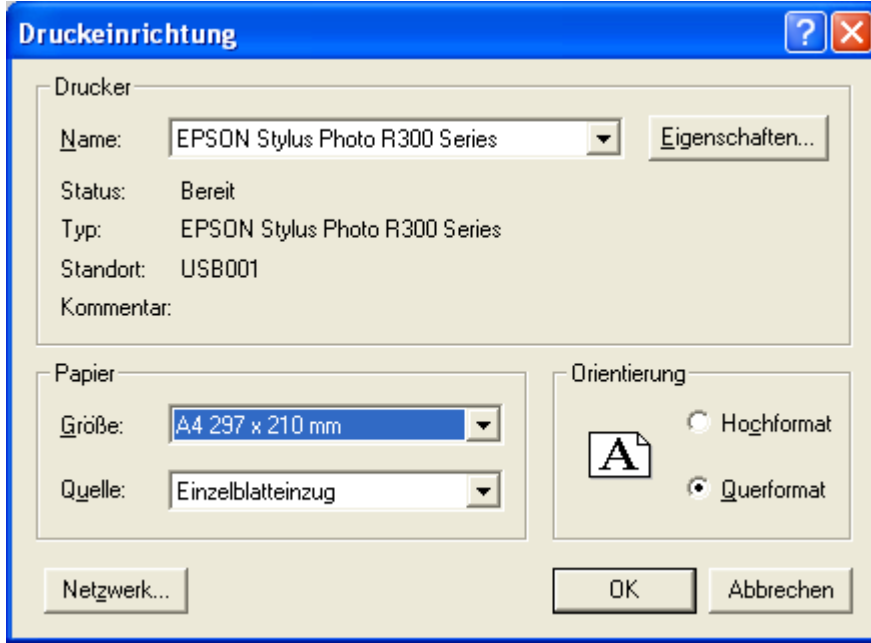 Druckeinrichtung
Drucker
Name: EPSON Stylus Photo R300 Series Eigenschaften...
Status: Bereit
Typ: EPSON Stylus Photo R300 Series
Standort: USB001
Kommentar:
Papier
Größe: A4 297 x 210 mm
Quelle: Einzelblatteinzug
Orientierung
A
Hochformat
Querformat
Netzwerk... OK Abbrechen